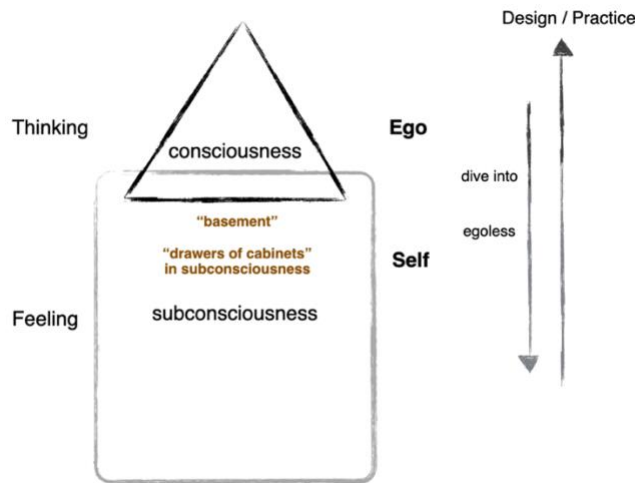 Design / Practice
Thinking
Ego
consciousness
dive into
“basement”
egoless
“drawers of cabinets”
in subconsciousness
Self
Feeling
subconsciousness